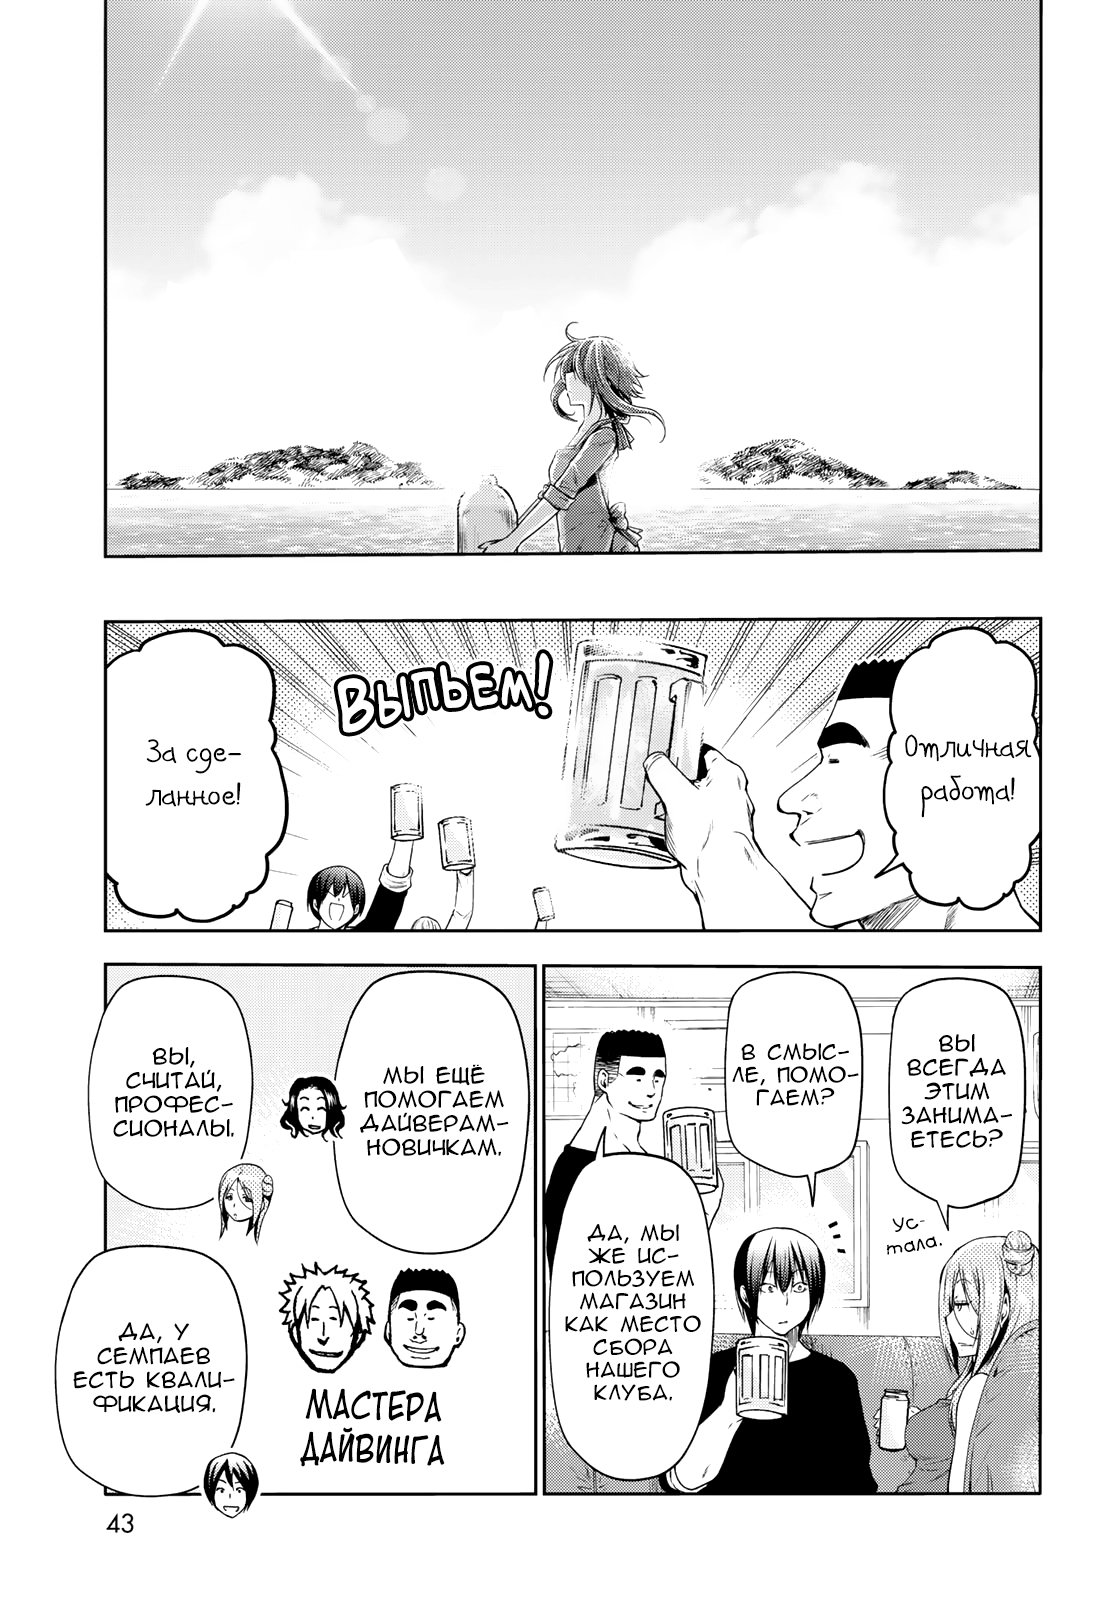 Отличная
работа!
Выпьем!
За сде-
ланное!
Вы
всегда
этим
занима-
етесь?
Ус-
тала.
В смыс-
ле, помо-
гаем?
Да, мы
же ис-
пользуем
магазин
как место
сбора
нашего
клуба.
Мы ещё
помогаем
дайверам-
новичкам.
Вы,
считай,
профес-
сионалы.
МАСТЕРА
ДАЙВИНГА
Да, у
семпаев
есть квали-
фикация.
43